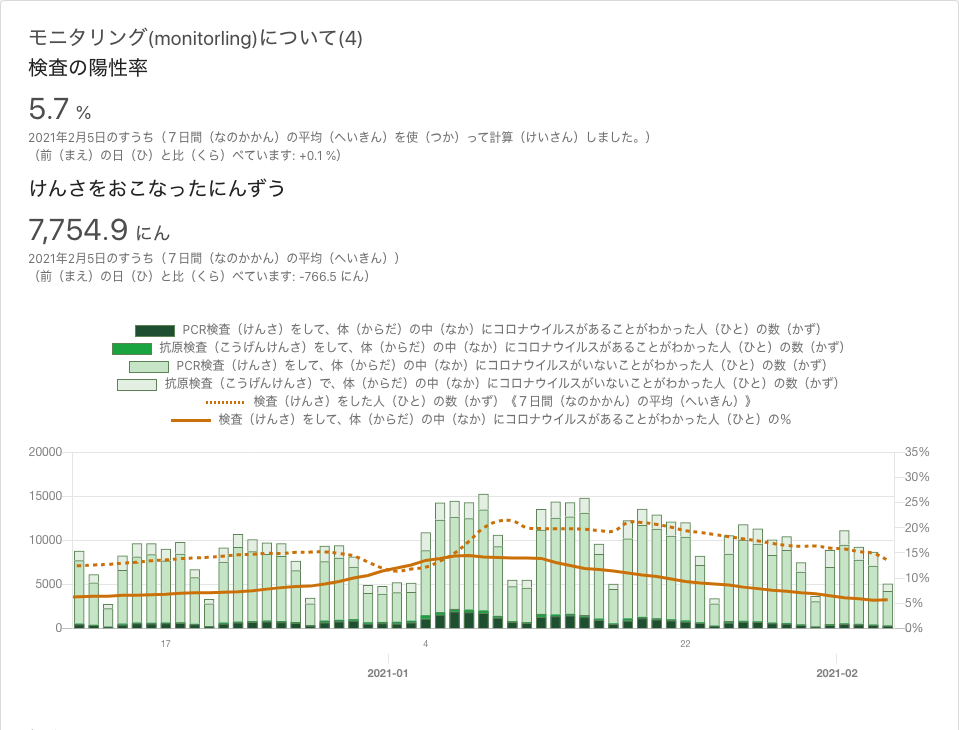 モニタリング(monitorling)について(4)
検査の陽性率
5.7 %
2021年2月5日のすうち（７日間（なのかかん）の平均（へいきん）を使（つか）って計算（けいさん）しました。）
（前（まえ）の日（ひ）と比（くら）べています: +0.1 %）
けんさをおこなったにんずう
7,754.9 にん
2021年2月5日のすうち（７日間（なのかかん）の平均（へいきん））
（前（まえ）の日（ひ）と比（くら）べています: -766.5 にん）
PCR検査（けんさ）をして、体（からだ）の中（なか）にコロナウイルスがあることがわかった人（ひと）の数（かず）
抗原検査（こうげんけんさ）をして、体（からだ）の中（なか）にコロナウイルスがあることがわかった人（ひと）の数（かず）
PCR検査（けんさ）をして、体（からだ）の中（なか）にコロナウイルスがいないことがわかった人（ひと）の数（かず）
抗原検査（こうげんけんさ）で、体（からだ）の中（なか）にコロナウイルスがいないことがわかった人（ひと）の数（かず）
検査（けんさ）をした人（ひと）の数（かず）《７日間（なのかかん）の平均（へいきん）》
検査（けんさ）をして、体（からだ）の中（なか）にコロナウイルスがあることがわかった人（ひと）の%
20000 35%
30%
15000 25%
10000 20%
15%
5000 10%
5%
0 0%
17 4 22
2021-01 2021-02